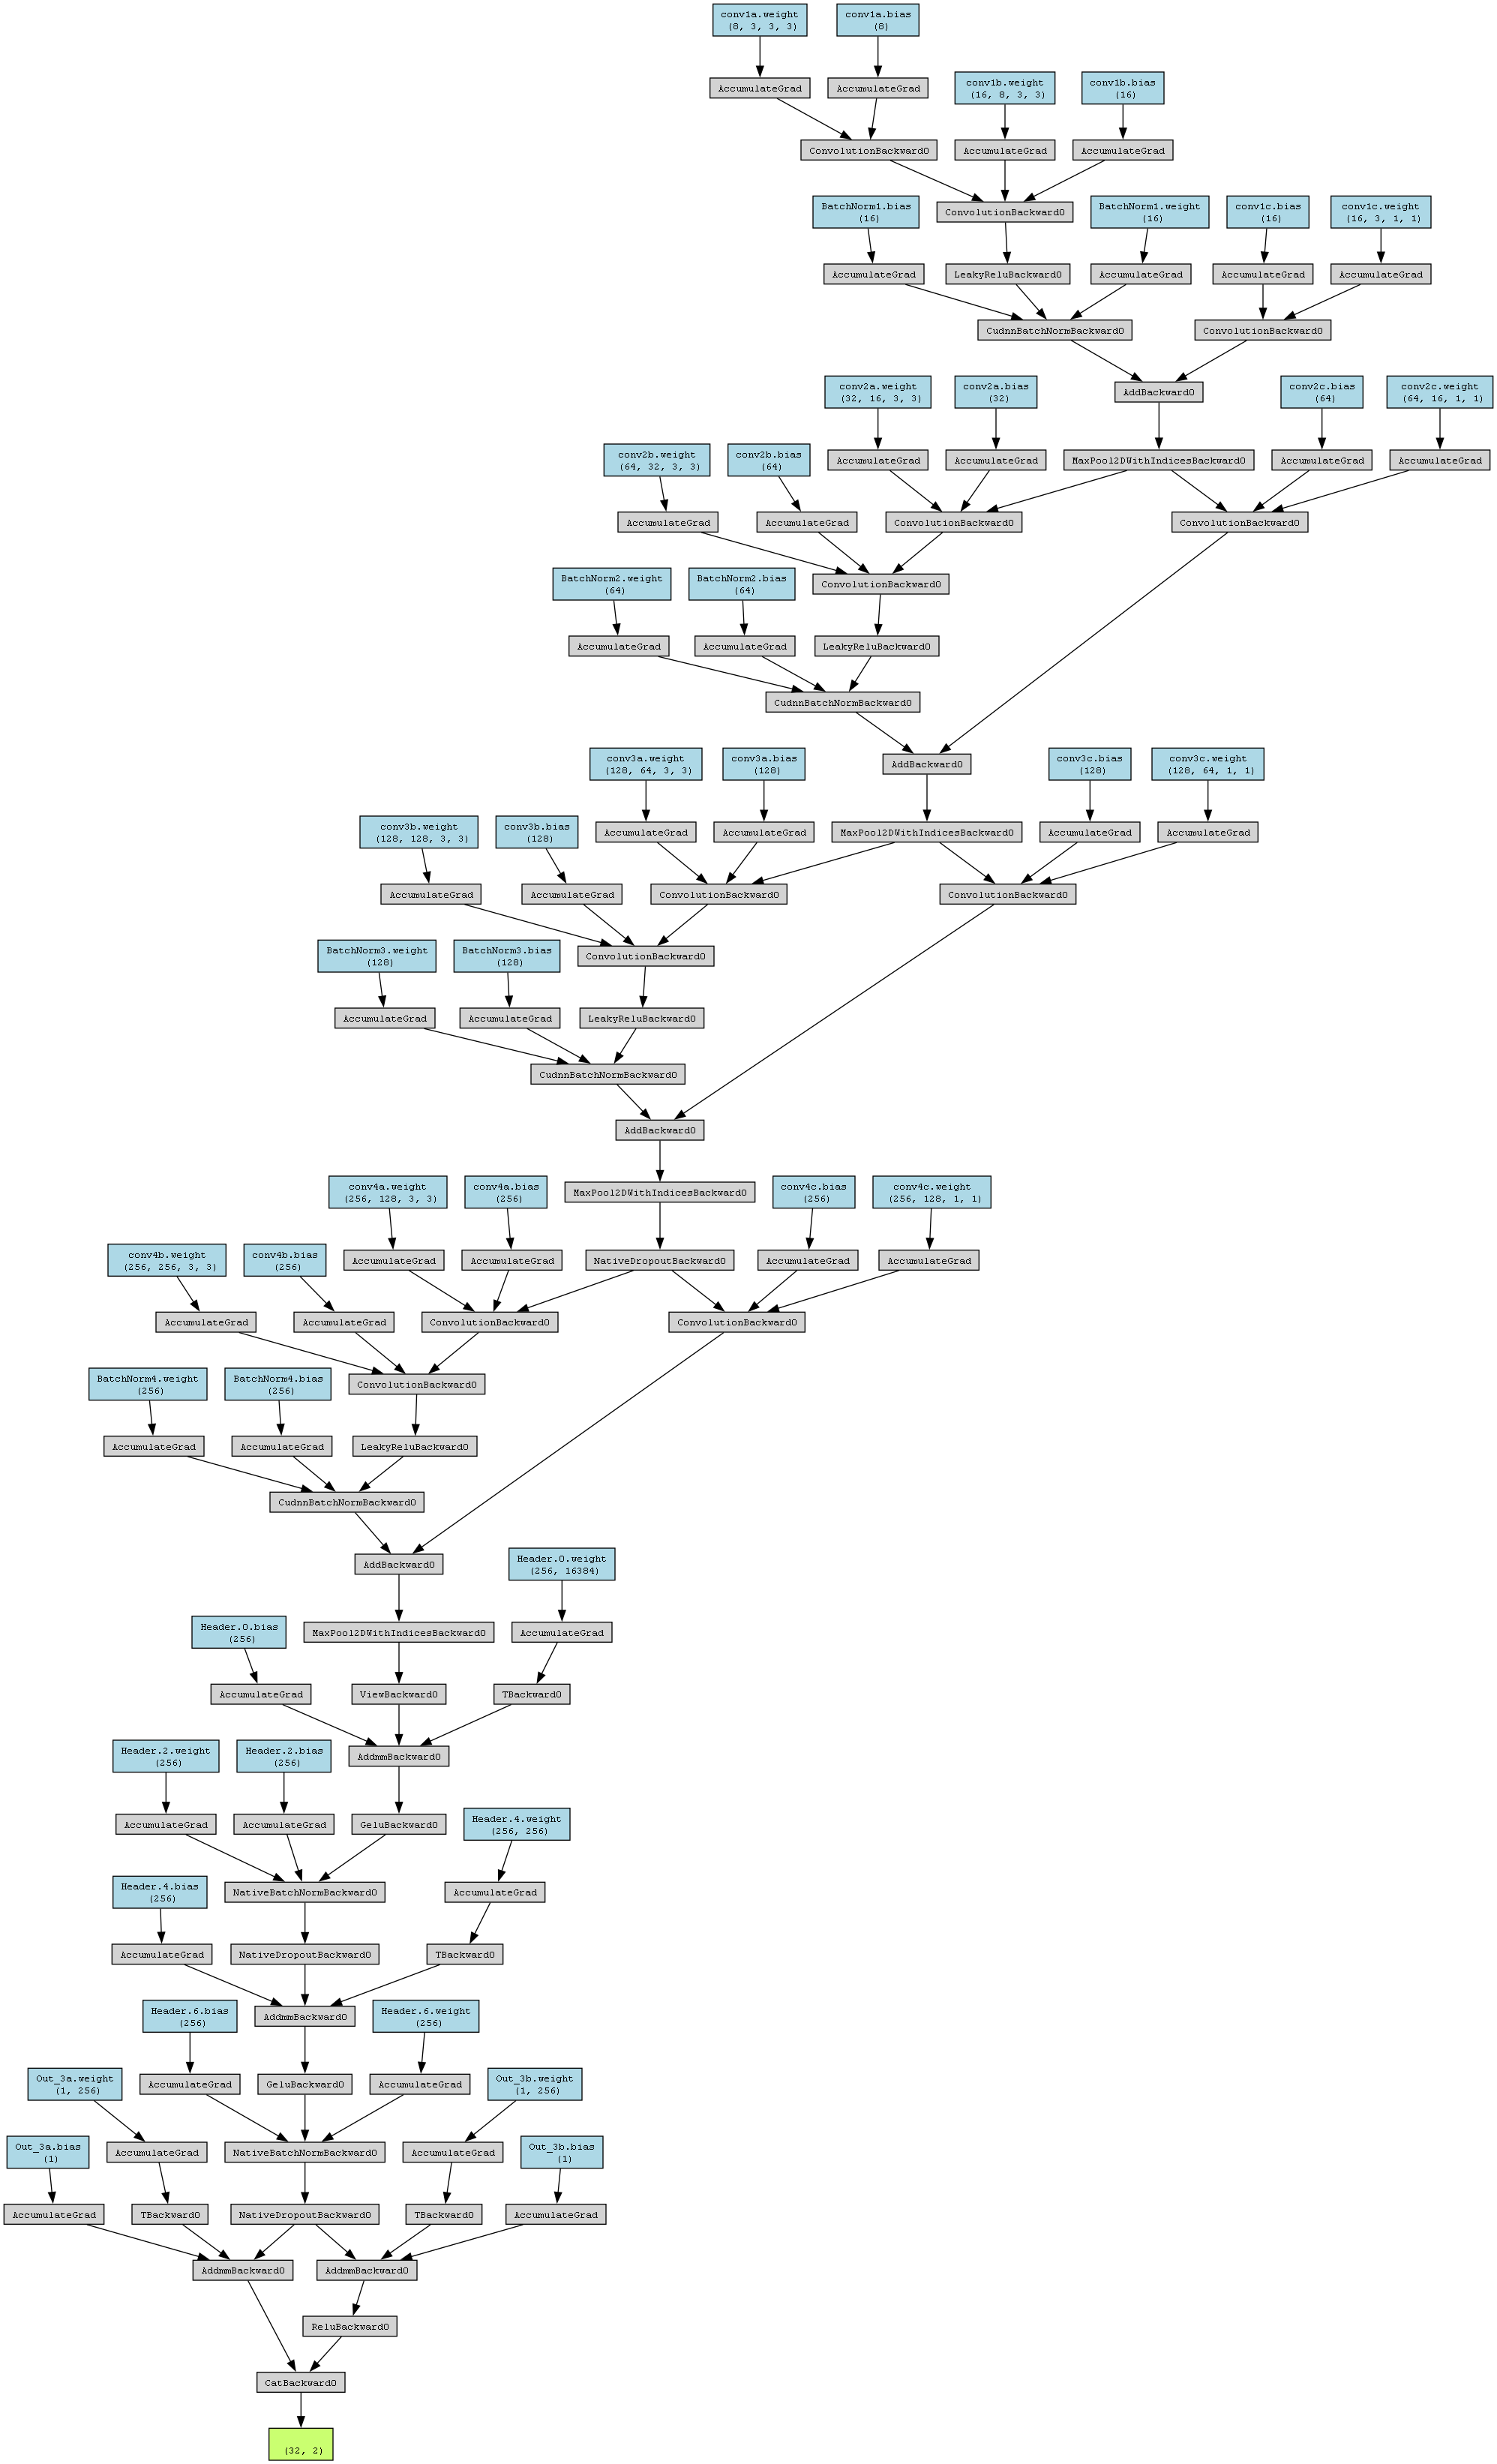 conv1a.weight
(8, 3, 3, 3)
conv1a.bias
(8)
AccumulateGrad
AccumulateGrad
conv1b.weight
(16, 8, 3, 3)
conv1b.bias
(16)
ConvolutionBackward0
AccumulateGrad
AccumulateGrad
BatchNorm1.bias
(16)
ConvolutionBackward0
BatchNorm1.weight
(16)
conv1c.bias
(16)
conv1c.weight
(16, 3, 1, 1)
AccumulateGrad
LeakyReluBackward0
AccumulateGrad
AccumulateGrad
AccumulateGrad
CudnnBatchNormBackward0
ConvolutionBackward0
conv2a.weight
(32, 16, 3, 3)
conv2a.bias
(32)
AddBackward0
conv2c.bias
(64)
conv2c.weight
(64, 16, 1, 1)
conv2b.weight
(64, 32, 3, 3)
conv2b.bias
(64)
AccumulateGrad
AccumulateGrad
MaxPool2DWithIndicesBackward0
AccumulateGrad
AccumulateGrad
AccumulateGrad
AccumulateGrad
ConvolutionBackward0
ConvolutionBackward0
BatchNorm2.weight
(64)
BatchNorm2.bias
(64)
ConvolutionBackward0
AccumulateGrad
AccumulateGrad
LeakyReluBackward0
CudnnBatchNormBackward0
conv3a.weight
(128, 64, 3, 3)
conv3a.bias
(128)
AddBackward0
conv3c.bias
(128)
conv3c.weight
(128, 64, 1, 1)
conv3b.weight
(128, 128, 3, 3)
conv3b.bias
(128)
AccumulateGrad
AccumulateGrad
MaxPool2DWithIndicesBackward0
AccumulateGrad
AccumulateGrad
AccumulateGrad
AccumulateGrad
ConvolutionBackward0
ConvolutionBackward0
BatchNorm3.weight
(128)
BatchNorm3.bias
(128)
ConvolutionBackward0
AccumulateGrad
AccumulateGrad
LeakyReluBackward0
CudnnBatchNormBackward0
AddBackward0
conv4a.weight
(256, 128, 3, 3)
conv4a.bias
(256)
MaxPool2DWithIndicesBackward0
conv4c.bias
(256)
conv4c.weight
(256, 128, 1, 1)
conv4b.weight
(256, 256, 3, 3)
conv4b.bias
(256)
AccumulateGrad
AccumulateGrad
NativeDropoutBackward0
AccumulateGrad
AccumulateGrad
AccumulateGrad
AccumulateGrad
ConvolutionBackward0
ConvolutionBackward0
BatchNorm4.weight
(256)
BatchNorm4.bias
(256)
ConvolutionBackward0
AccumulateGrad
AccumulateGrad
LeakyReluBackward0
CudnnBatchNormBackward0
AddBackward0
Header.0.weight
(256, 16384)
Header.0.bias
(256)
MaxPool2DWithIndicesBackward0
AccumulateGrad
AccumulateGrad
ViewBackward0
TBackward0
Header.2.weight
(256)
Header.2.bias
(256)
AddmmBackward0
AccumulateGrad
AccumulateGrad
GeluBackward0
Header.4.weight
(256, 256)
Header.4.bias
(256)
NativeBatchNormBackward0
AccumulateGrad
AccumulateGrad
NativeDropoutBackward0
TBackward0
Header.6.bias
(256)
AddmmBackward0
Header.6.weight
(256)
Out_3a.weight
(1, 256)
AccumulateGrad
GeluBackward0
AccumulateGrad
Out_3b.weight
(1, 256)
Out_3a.bias
(1)
AccumulateGrad
NativeBatchNormBackward0
AccumulateGrad
Out_3b.bias
(1)
AccumulateGrad
TBackward0
NativeDropoutBackward0
TBackward0
AccumulateGrad
AddmmBackward0
AddmmBackward0
ReluBackward0
CatBackward0
(32, 2)